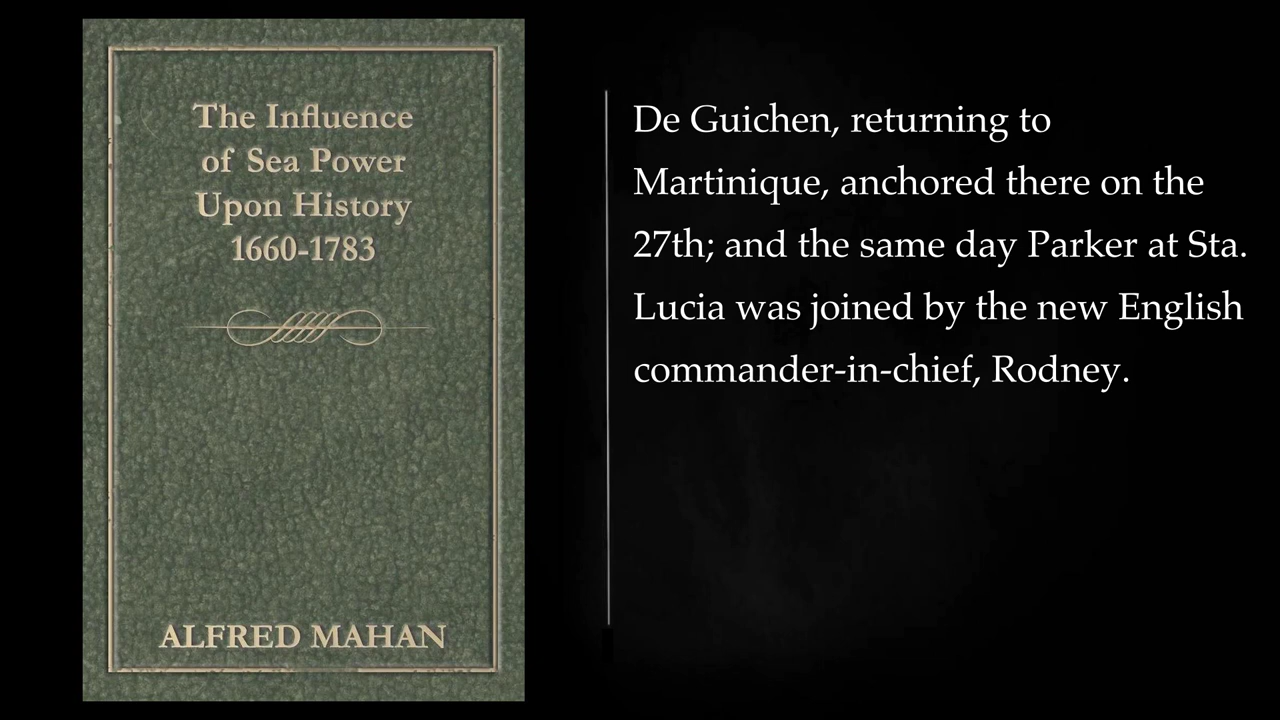 The Influence
of Sea Power
Upon History
1660-1783
ALFRED MAHAN
De Guichen, returning to
Martinique, anchored there on the
27th; and the same day Parker at Sta.
Lucia was joined by the new English
commander-in-chief, Rodney.